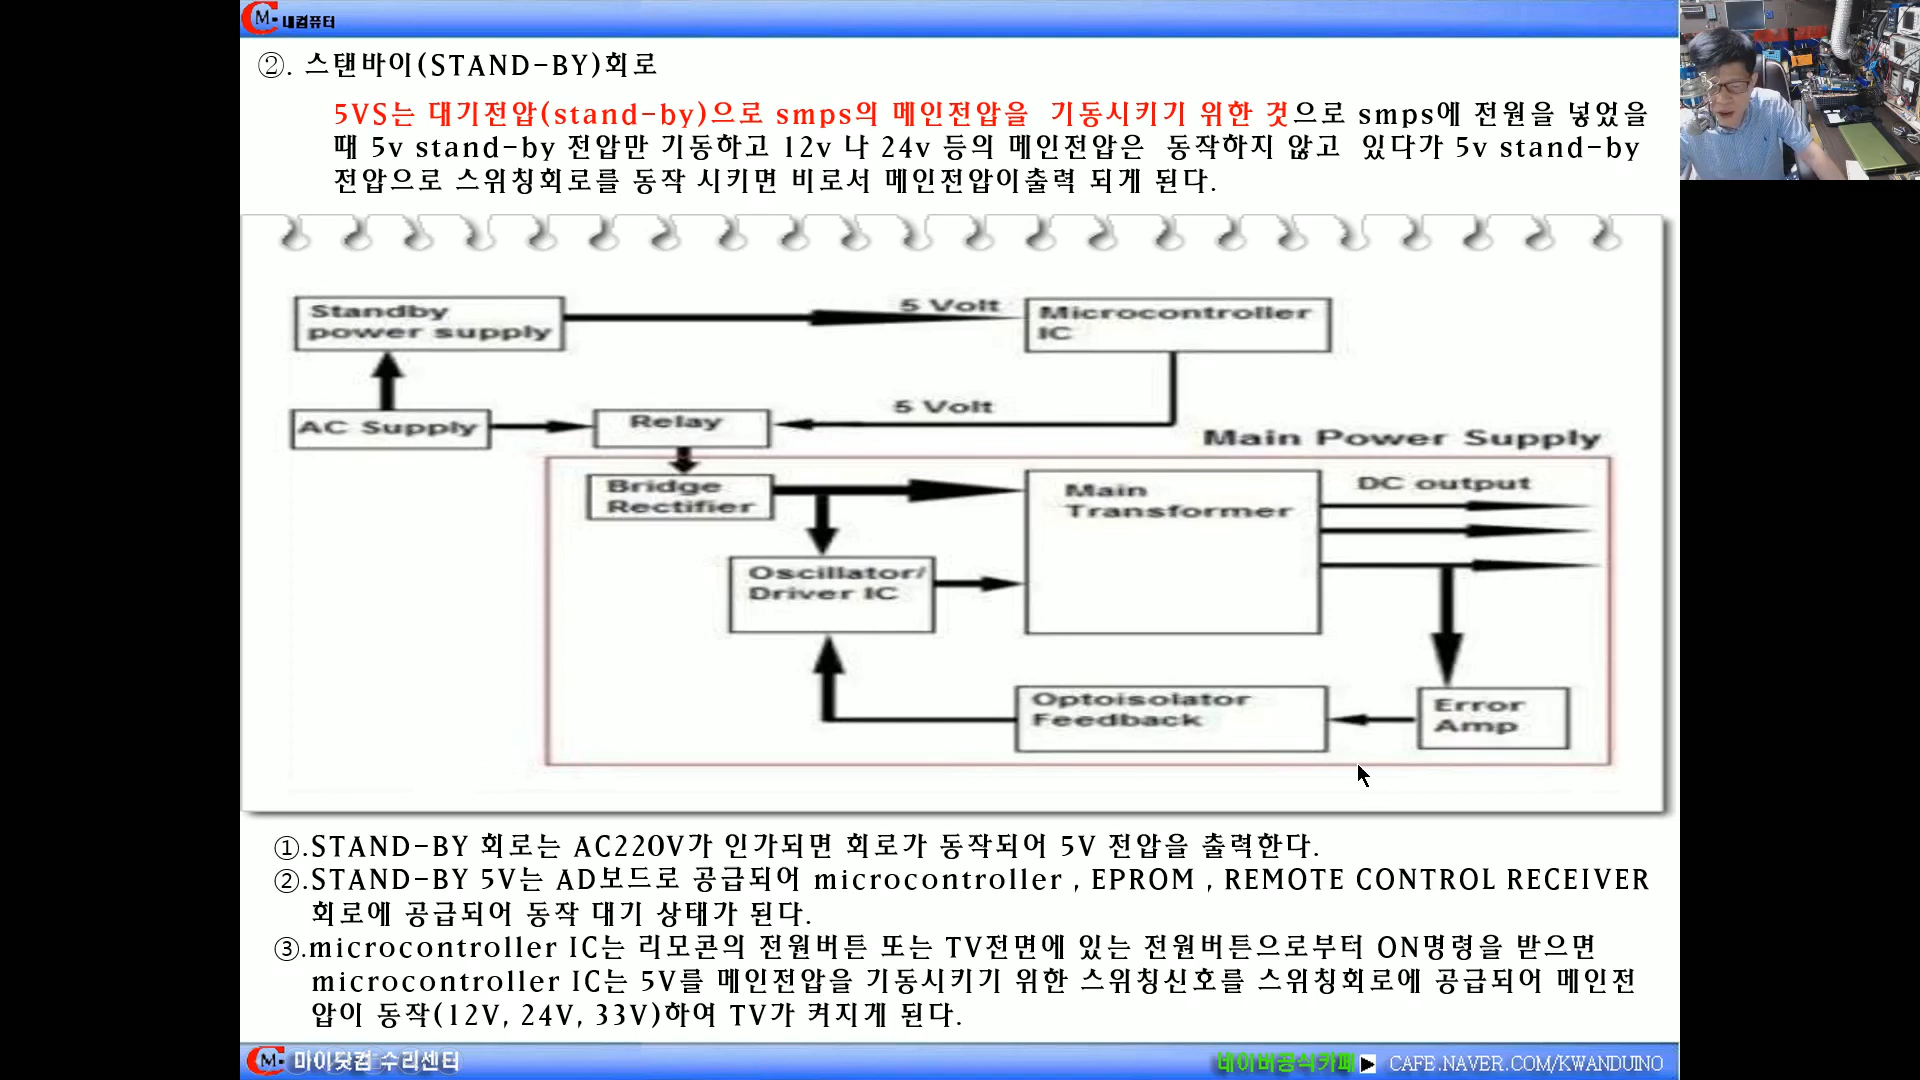 CM. 내컴퓨터
②. 스탠바이(STAND-BY)회로
5VS는 대기전압(stand-by)으로 smps의 메인전압을 기동시키기 위한 것으로 smps에 전원을 넣었을
때 5v stand-by 전압만 기동하고 12v 나 24v 등의 메인전압은 동작하지 않고 있다가 5v stand-by
전압으로 스위칭회로를 동작 시키면 비로서 메인전압이출력 되게 된다.
Standby
power supply
5 Volt
Microcontroller
IC
AC Supply
Relay
5 Volt
Main Power Supply
Bridge
Rectifier
Main
Transformer
DC output
Oscillator/
Driver IC
Optoisolator
Feedback
Error
Amp
①.STAND-BY 회로는 AC220V가 인가되면 회로가 동작되어 5V 전압을 출력한다.
②.STAND-BY 5V는 AD보드로 공급되어 microcontroller , EPROM , REMOTE CONTROL RECEIVER
회로에 공급되어 동작 대기 상태가 된다.
③.microcontroller IC는 리모콘의 전원버튼 또는 TV전면에 있는 전원버튼으로부터 ON명령을 받으면
microcontroller IC는 5V를 메인전압을 기동시키기 위한 스위칭신호를 스위칭회로에 공급되어 메인전
압이 동작(12V, 24V, 33V)하여 TV가 켜지게 된다.
CM. 마이닷컴 수리센터
네이버공식카페 ▶ CAFE.NAVER.COM/KWANDUINO